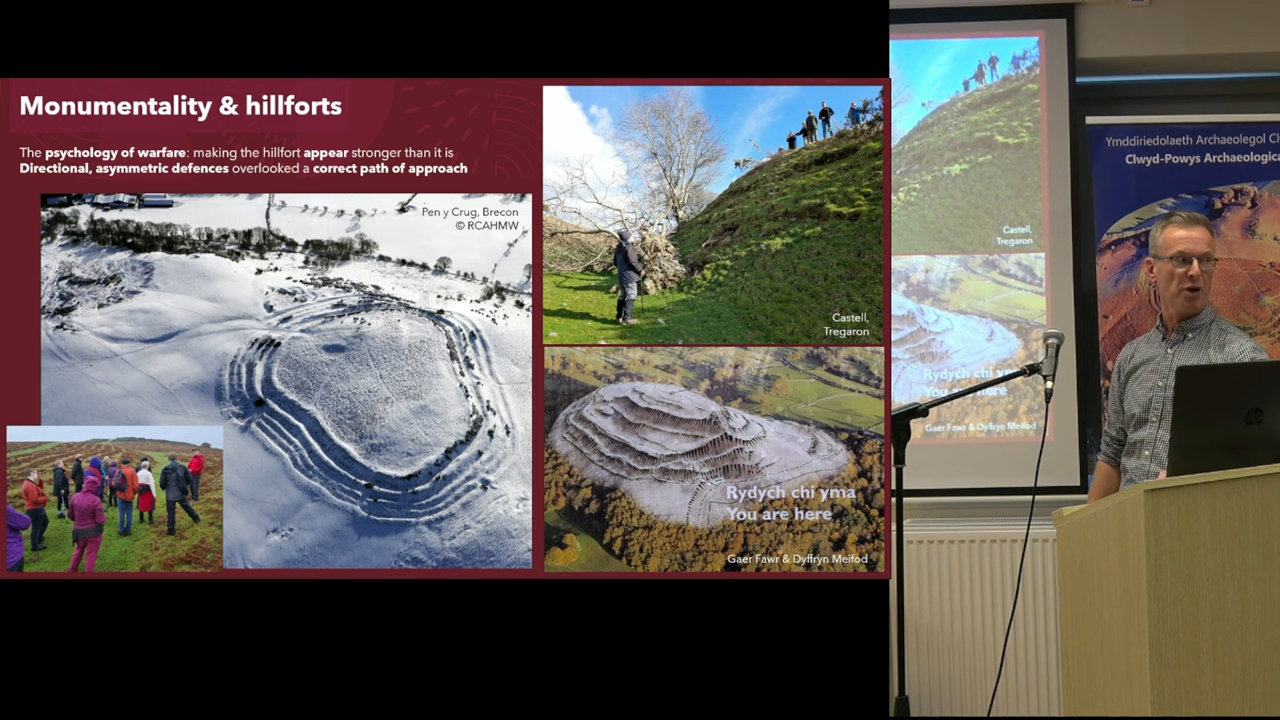 Monumentality & hillforts
The psychology of warfare: making the hillfort appear stronger than it is
Directional, asymmetric defences overlooked a correct path of approach
Pen y Crug, Brecon
© RCAHMW
Castell,
Tregaron
Rydych chi yma
You are here
Gaer Fawr & Dyffryn Meifod
Castell,
Tregaron
Rydych chi yma
You are here
Gaer Fawr & Dyffryn Meifod
Ymddiriedolaeth Archaeolegol
Clwyd-Powys